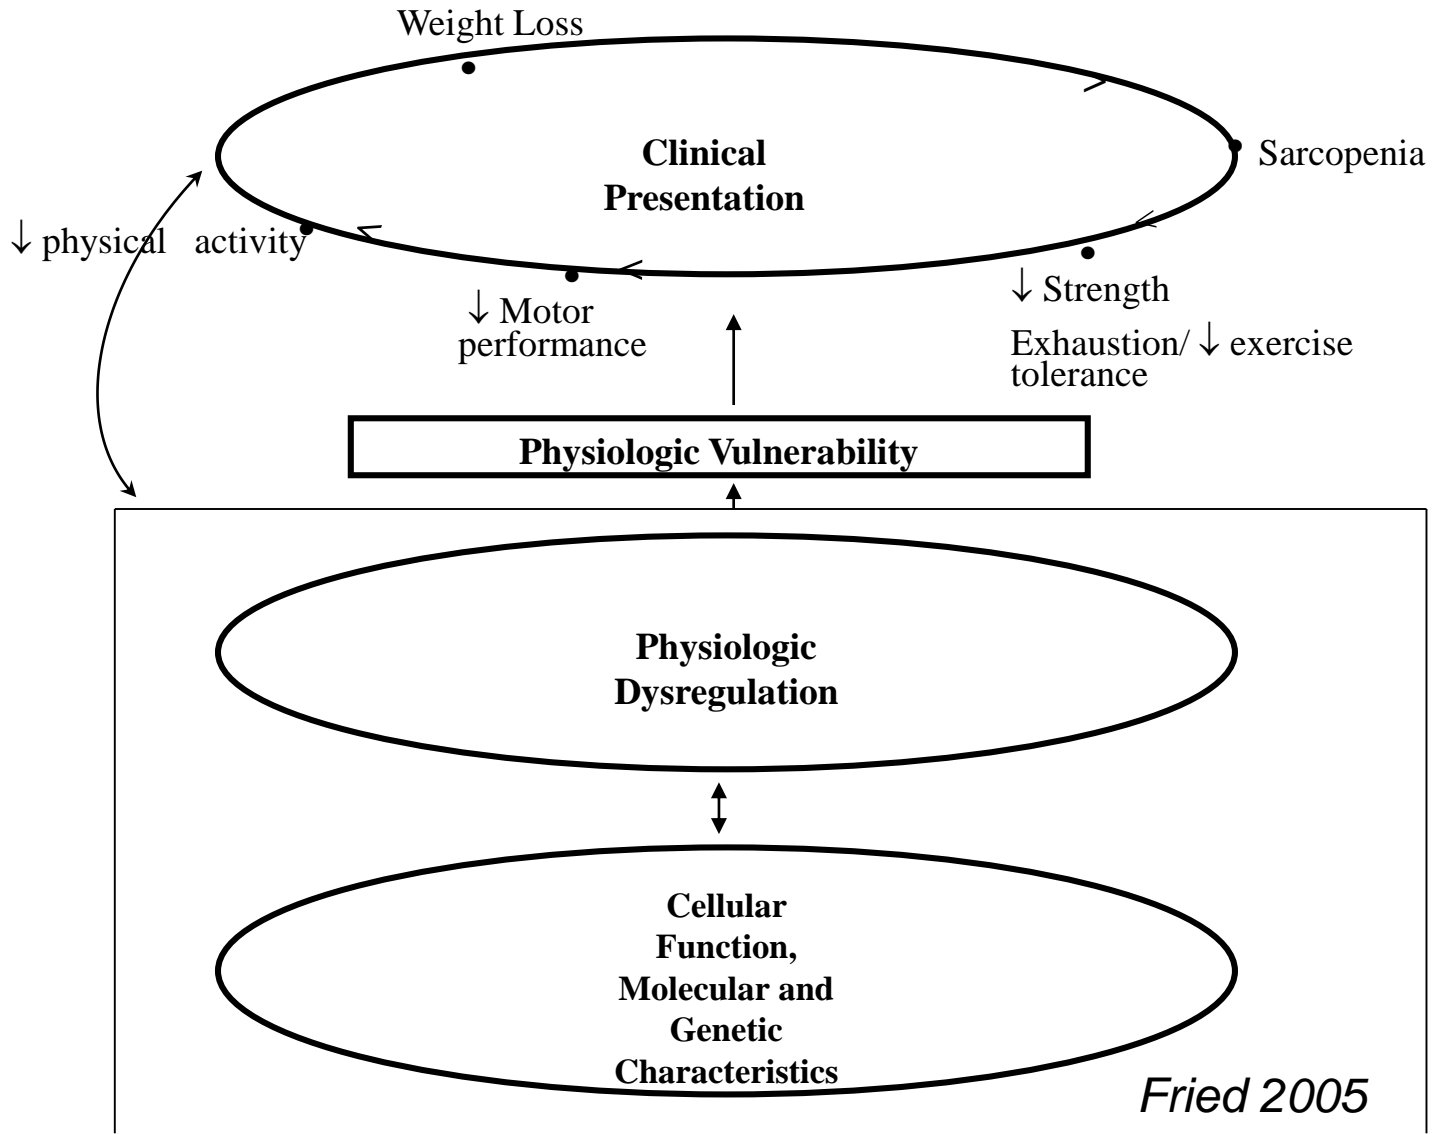 Weight Loss
Clinical
Presentation
Sarcopenia
↓ physical activity
↓ Motor
performance
↓ Strength
Exhaustion/ ↓ exercise
tolerance
Physiologic Vulnerability
Physiologic
Dysregulation
Cellular
Function,
Molecular and
Genetic
Characteristics
Fried 2005